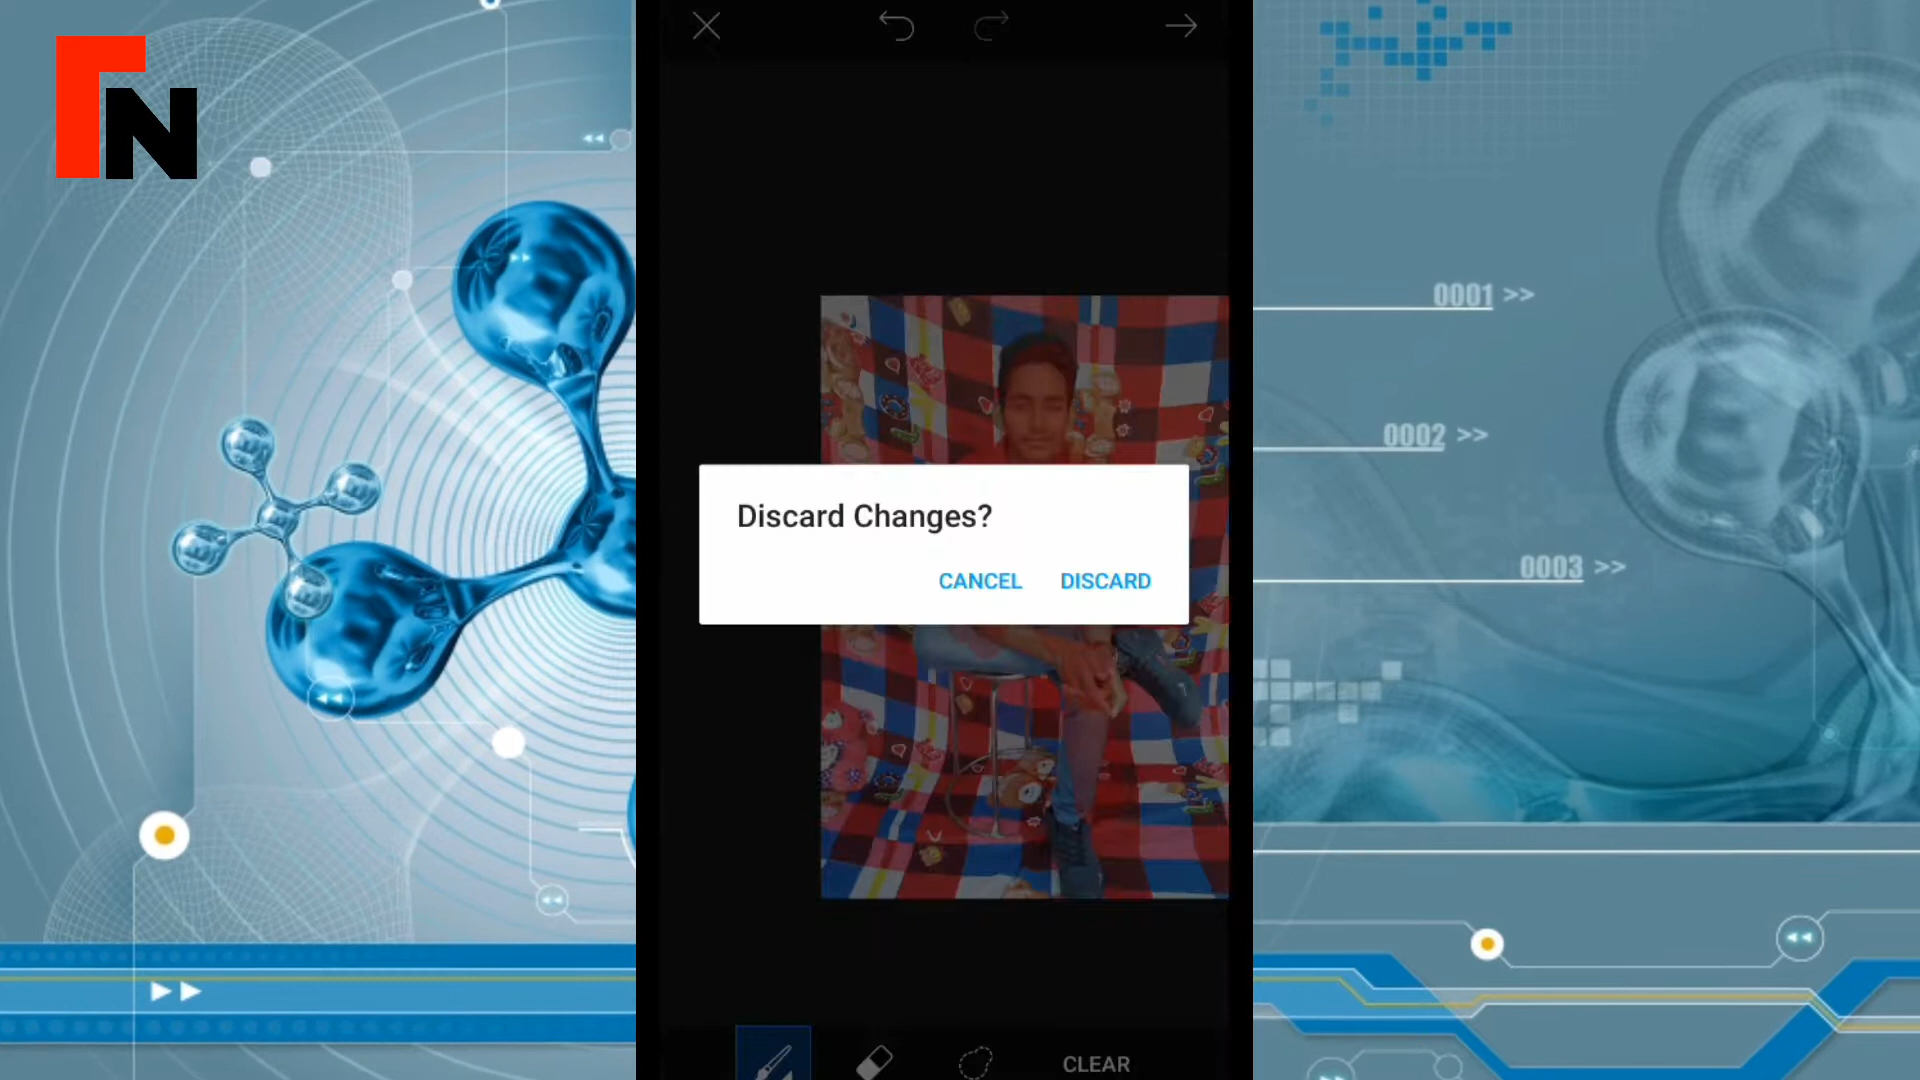 N
0001 >>
0002 >>
Discard Changes?
CANCEL DISCARD
0003 >>
CLEAR